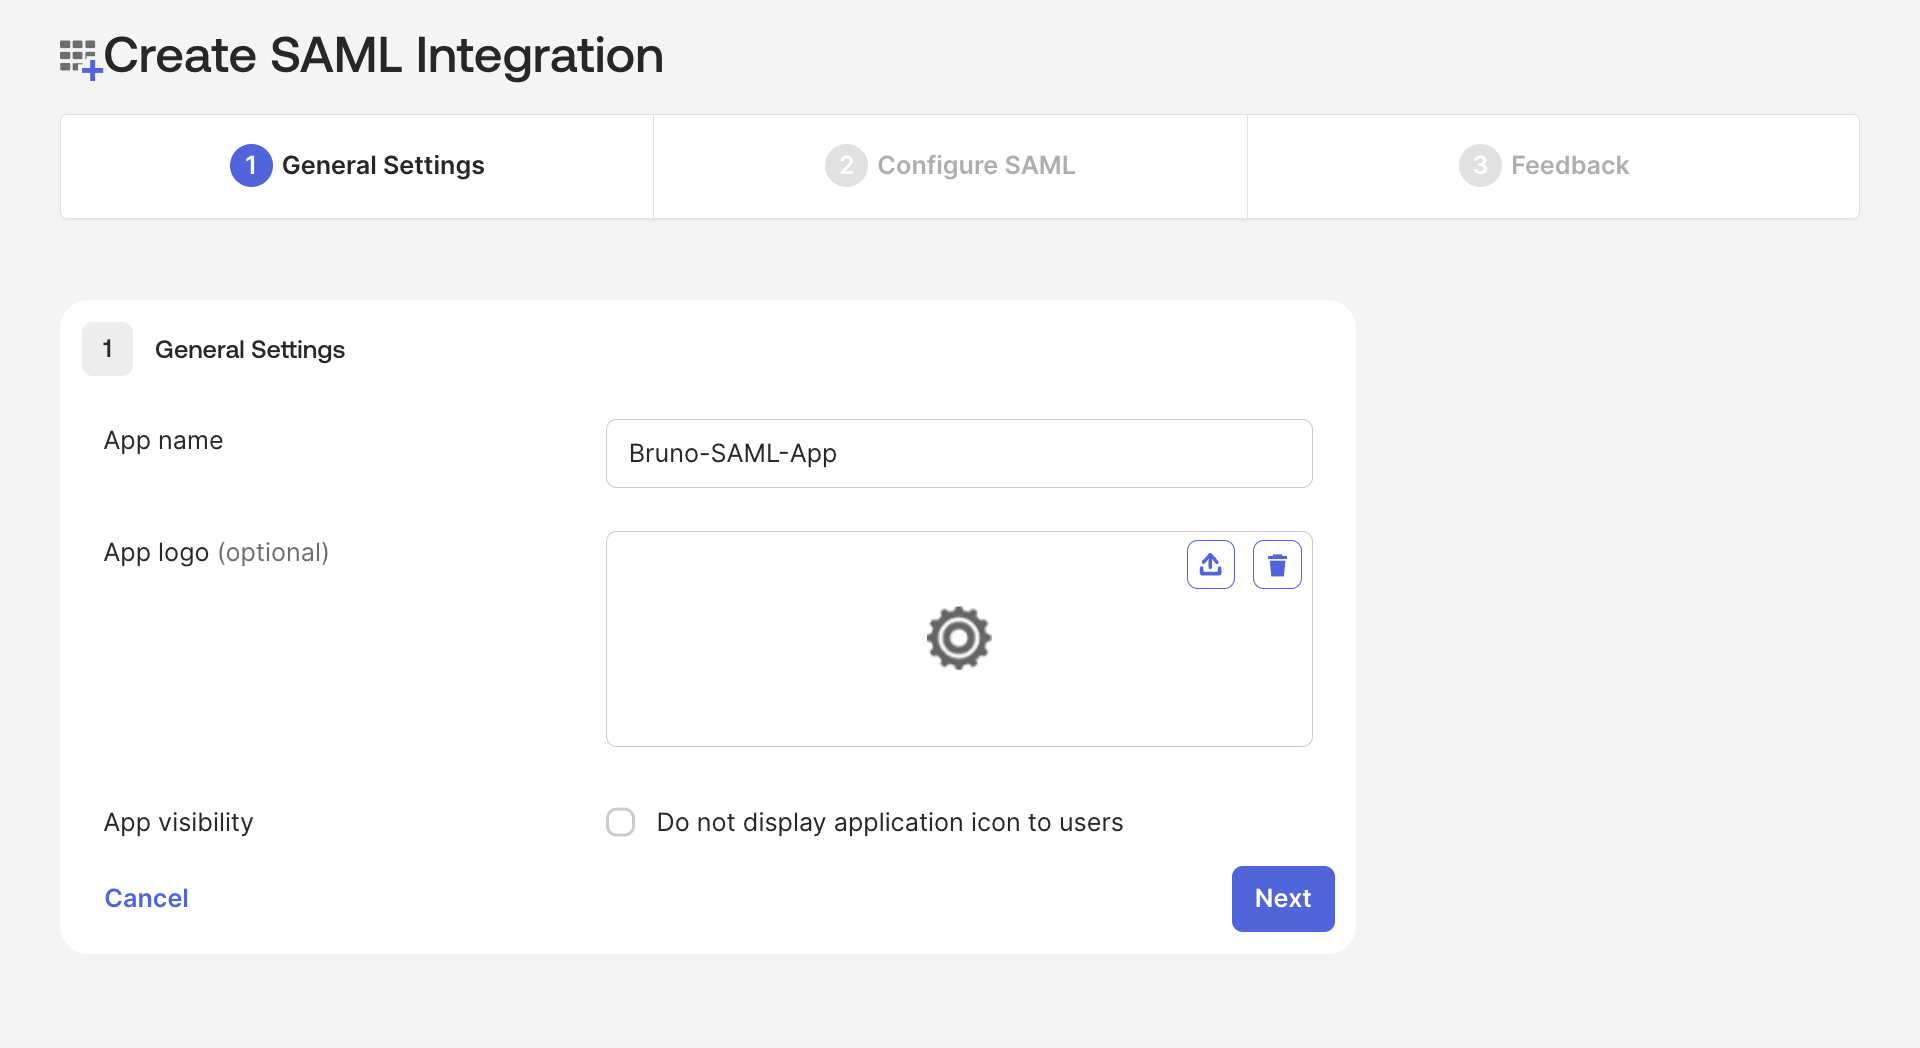 Create SAML Integration
1 General Settings
2 Configure SAML
3 Feedback
1 General Settings
App name
Bruno-SAML-App
App logo (optional)
App visibility
Do not display application icon to users
Cancel
Next